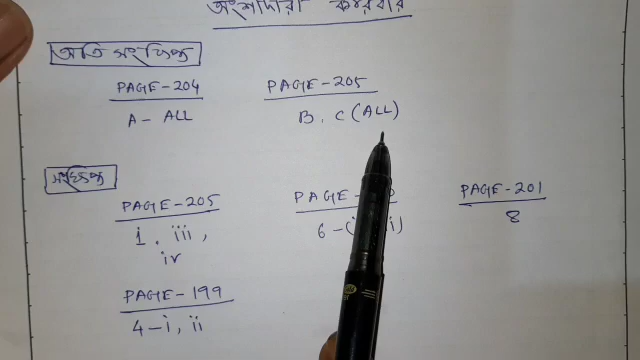 অংশীদারী কারবার
অতি সংক্ষিপ্ত
PAGE-204
A - ALL
PAGE-205
B, C (ALL)
সংক্ষিপ্ত
PAGE-205
i, iii,
iv
PAGE-
6-(
PAGE-201
8
PAGE-199
4-i, ii